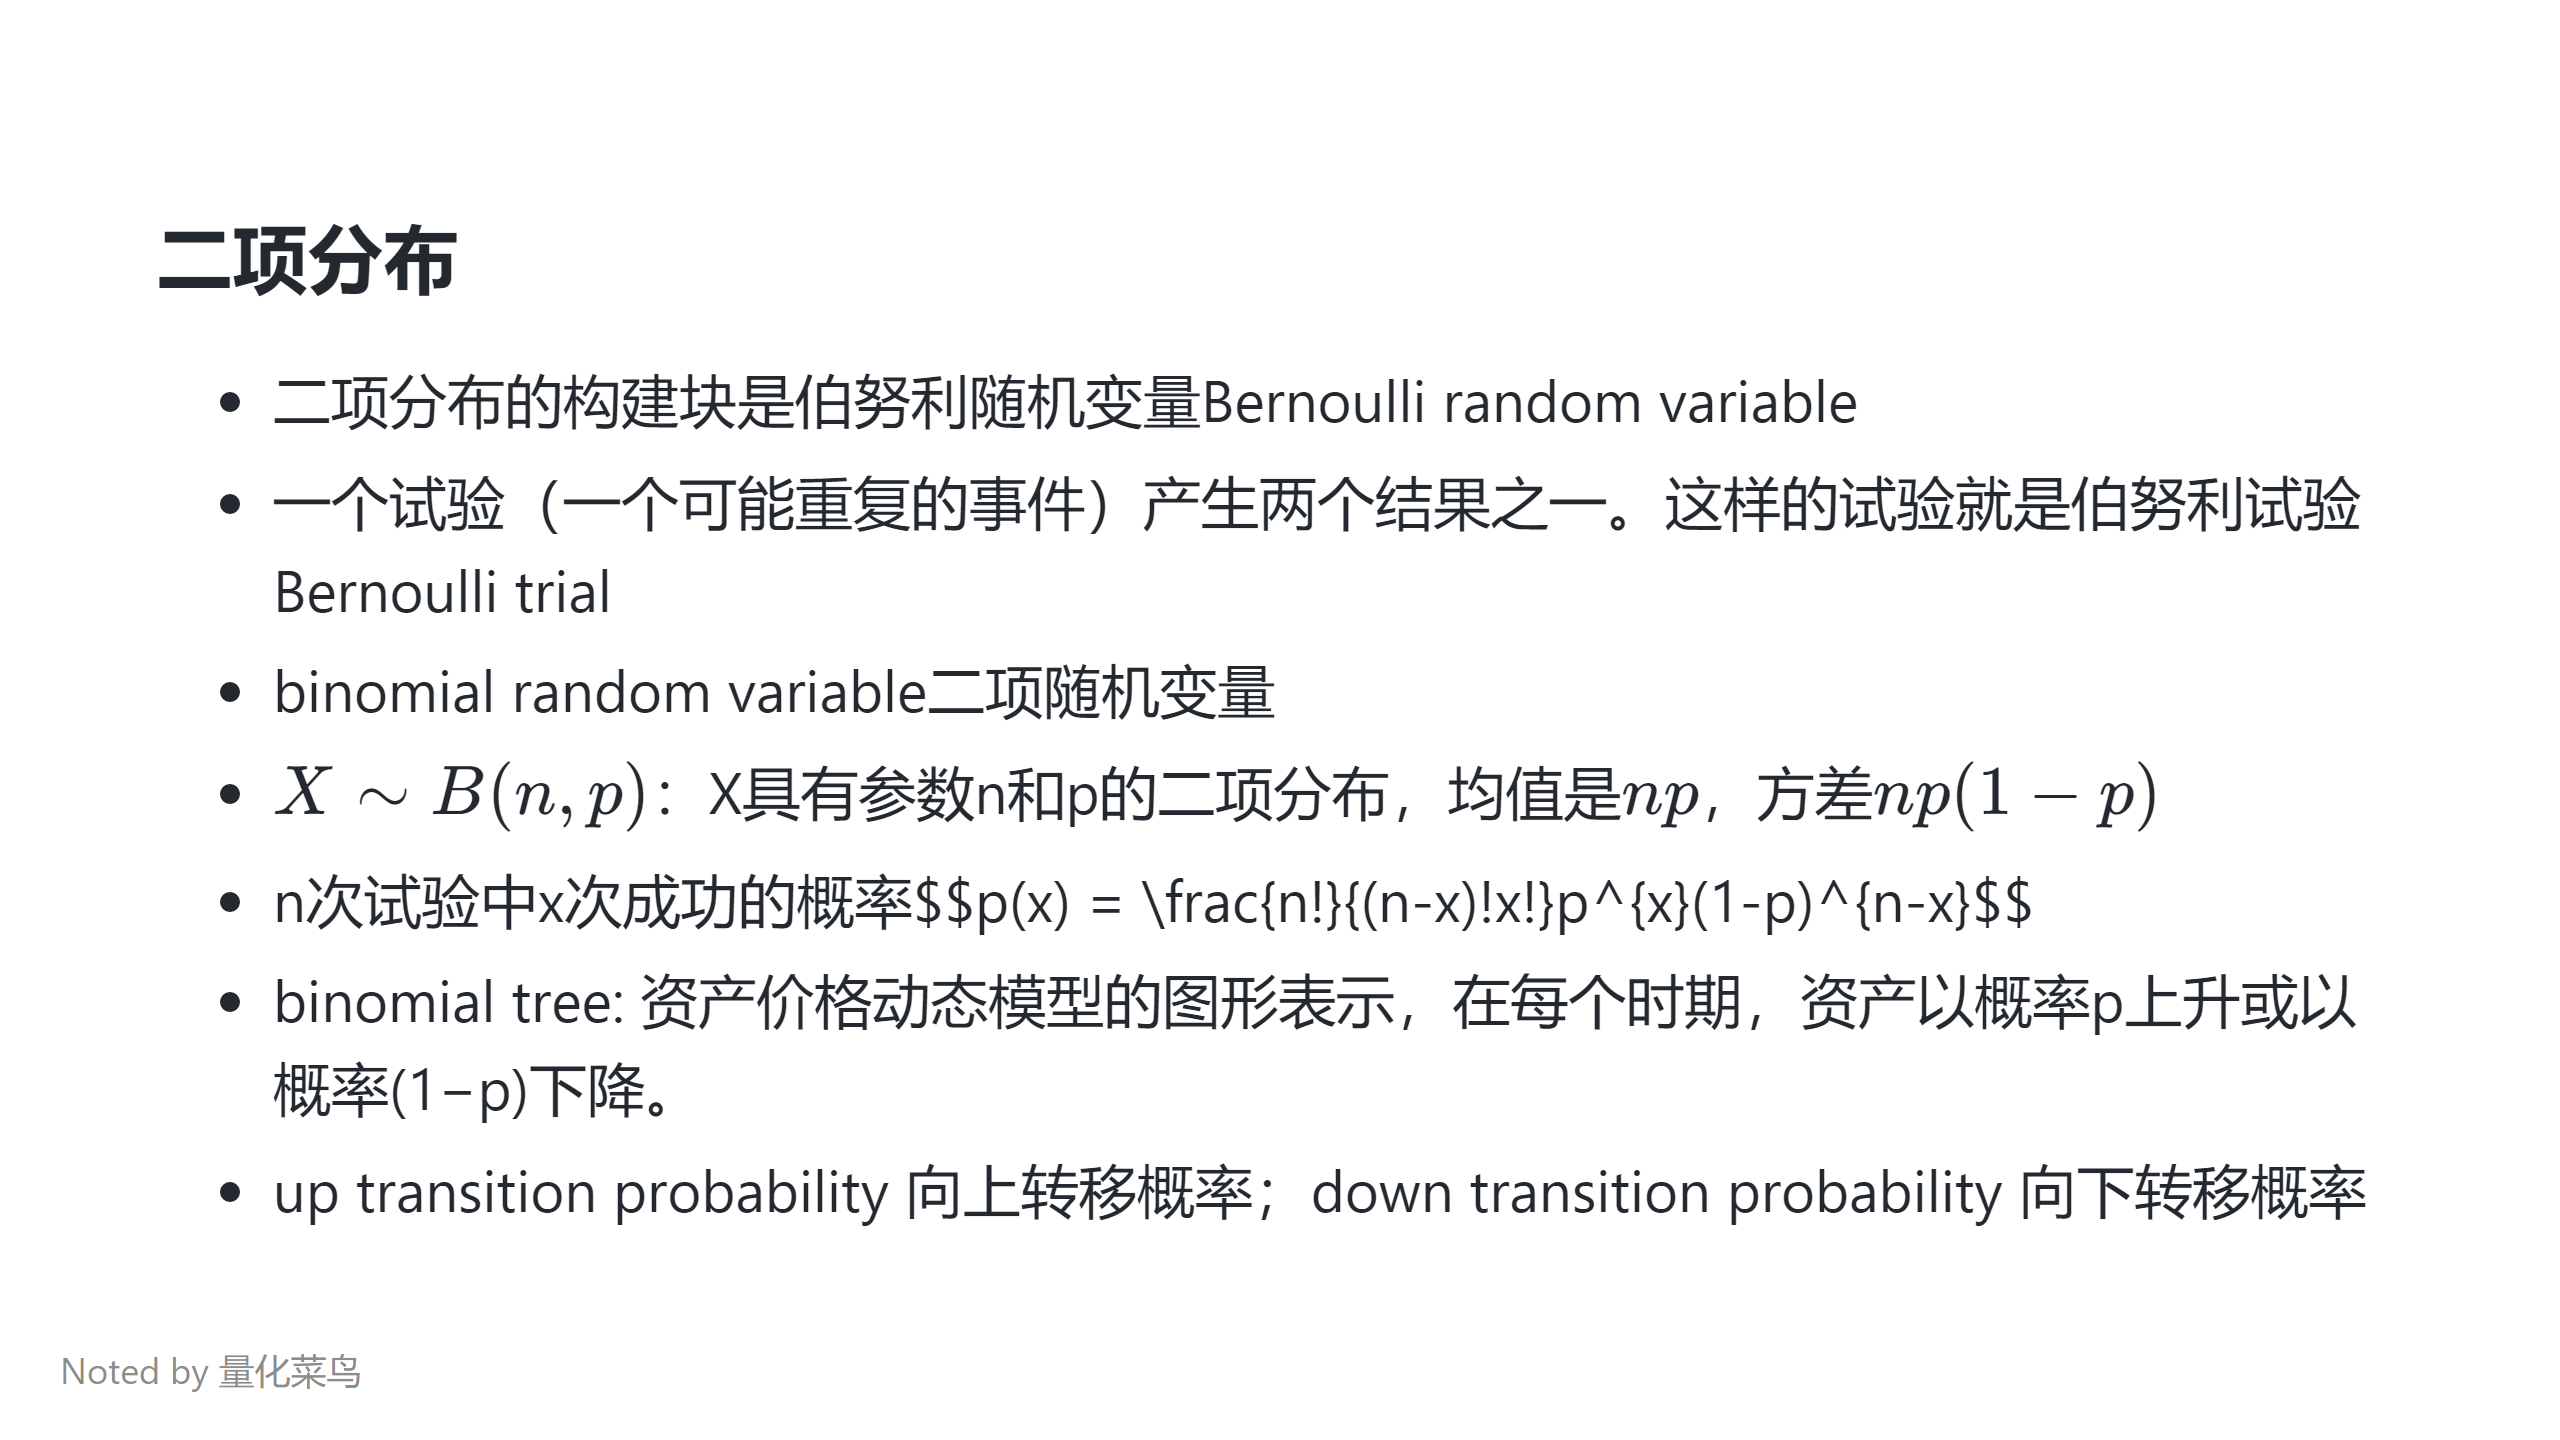 二项分布
二项分布的构建块是伯努利随机变量Bernoulli random variable
一个试验（一个可能重复的事件）产生两个结果之一。这样的试验就是伯努利试验
Bernoulli trial
binomial random variable二项随机变量
X ∼ B(n, p)：X具有参数n和p的二项分布，均值是np，方差np(1 − p)
n次试验中x次成功的概率$$p(x) = \frac{n!}{(n-x)!x!}p^{x}(1-p)^{n-x}$$
binomial tree: 资产价格动态模型的图形表示，在每个时期，资产以概率p上升或以
概率(1−p)下降。
up transition probability 向上转移概率；down transition probability 向下转移概率
Noted by 量化菜鸟